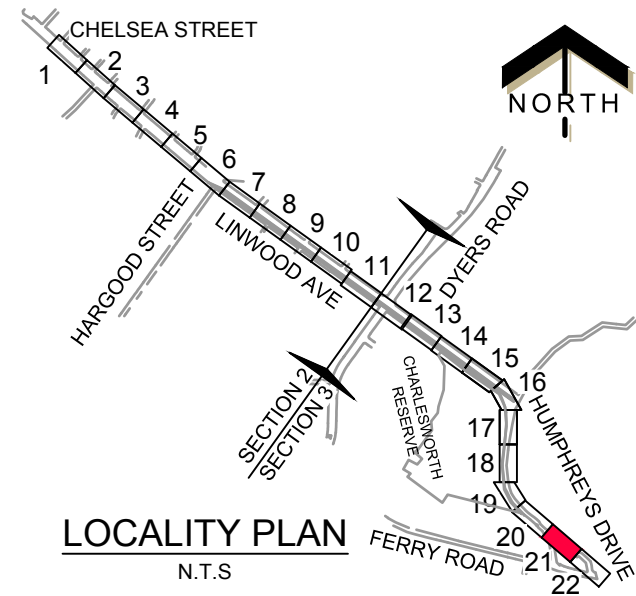 CHELSEA STREET
NORTH
1
2
3
4
5
6
7
8
9
10
11
12
13
14
15
16
17
18
19
20
21
22
HARGOOD STREET
LINWOOD AVE
DYERS ROAD
SECTION 2
SECTION 3
CHARLESWORTH
RESERVE
HUMPHREYS DRIVE
FERRY ROAD
LOCALITY PLAN
N.T.S